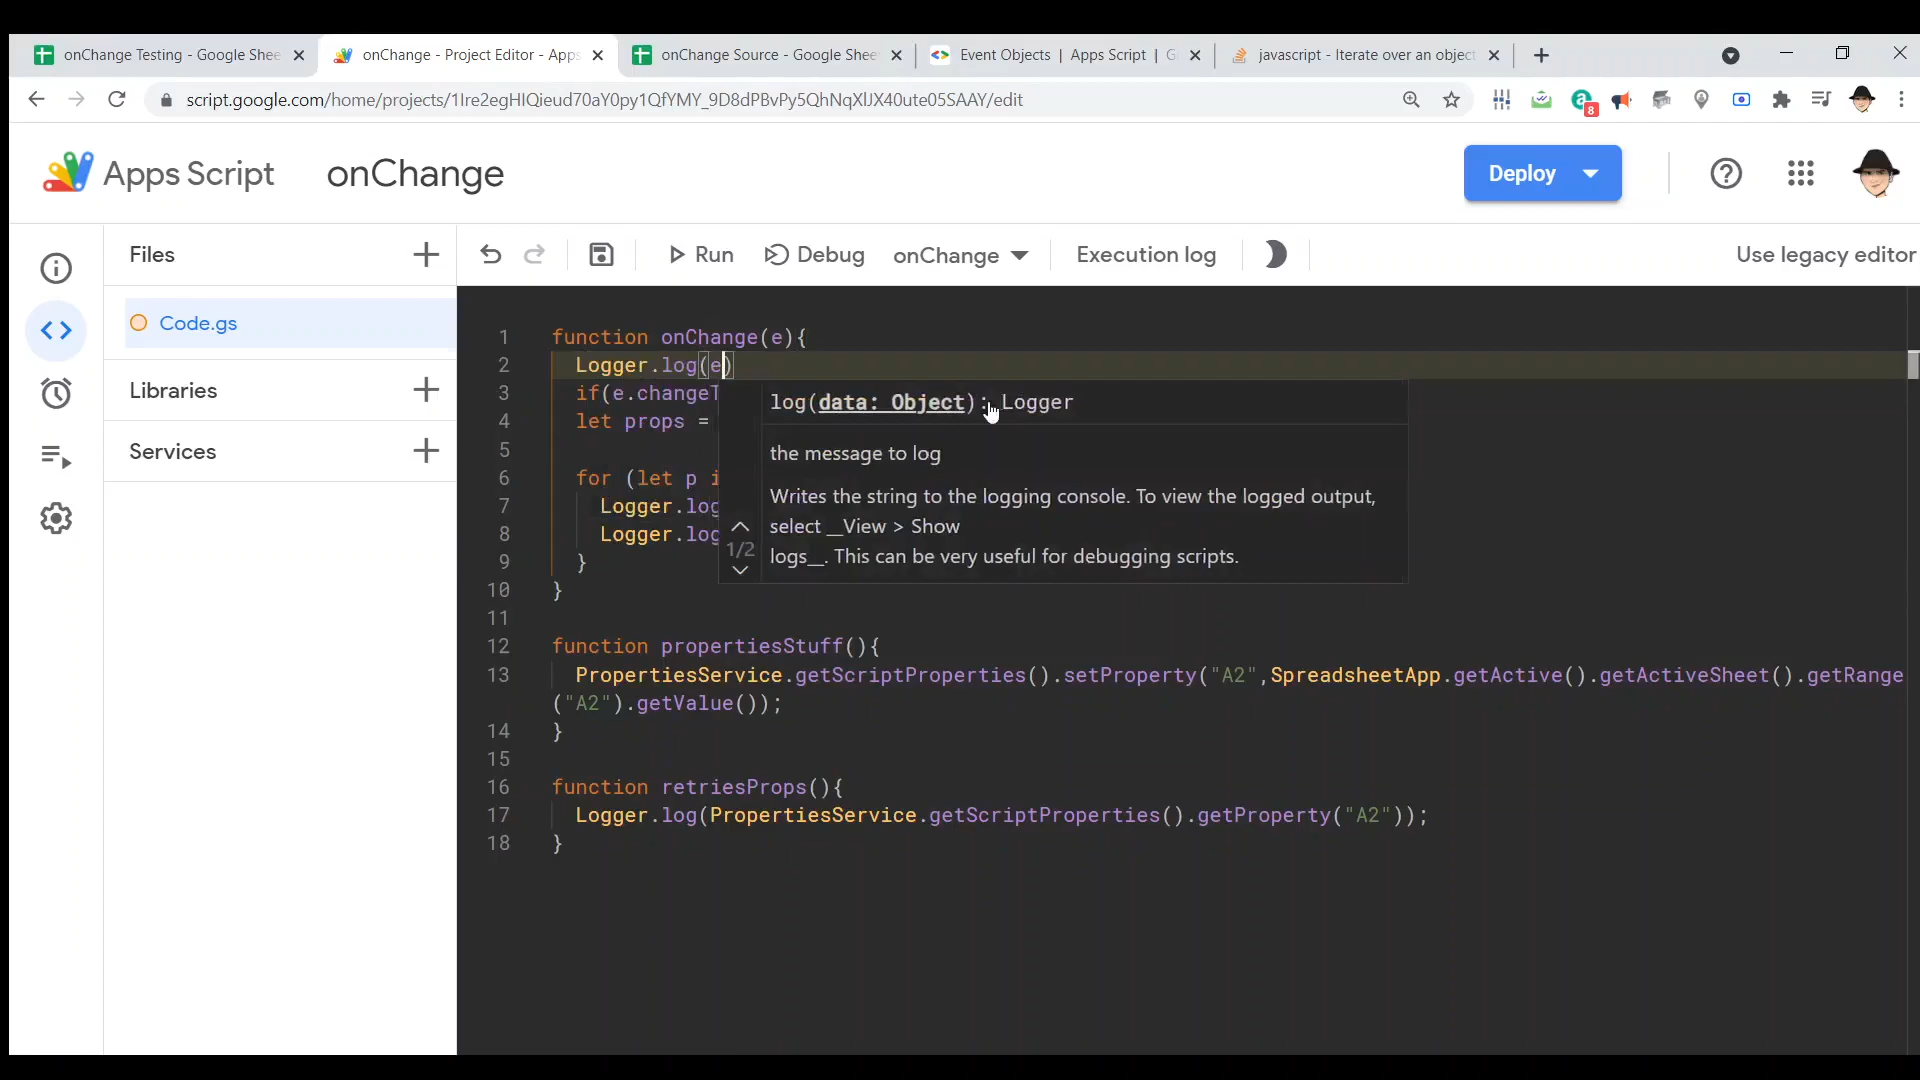 onChange Testing - Google Shee
onChange - Project Editor - Apps
onChange Source - Google Shee
Event Objects | Apps Script | G
javascript - Iterate over an object
script.google.com/home/projects/1Ire2egHIQieud70aY0py1QfYMY_9D8dPBvPy5QhNqXlJX40ute05SAAY/edit
8
Apps Script
onChange
Deploy
Files
Run
Debug
onChange
Execution log
Use legacy editor
Code.gs
Libraries
Services
1 function onChange(e){
2 Logger.log(e)
3 if(e.changeT
4 let props =
5
6 for (let p i
7 Logger.log
8 Logger.log
9 }
10 }
11
12 function propertiesStuff(){
13 PropertiesService.getScriptProperties().setProperty("A2",SpreadsheetApp.getActive().getActiveSheet().getRange
("A2").getValue());
14 }
15
16 function retriesProps(){
17 Logger.log(PropertiesService.getScriptProperties().getProperty("A2"));
18 }
log(data: Object): Logger
the message to log
Writes the string to the logging console. To view the logged output,
select __View > Show
logs__. This can be very useful for debugging scripts.
1/2